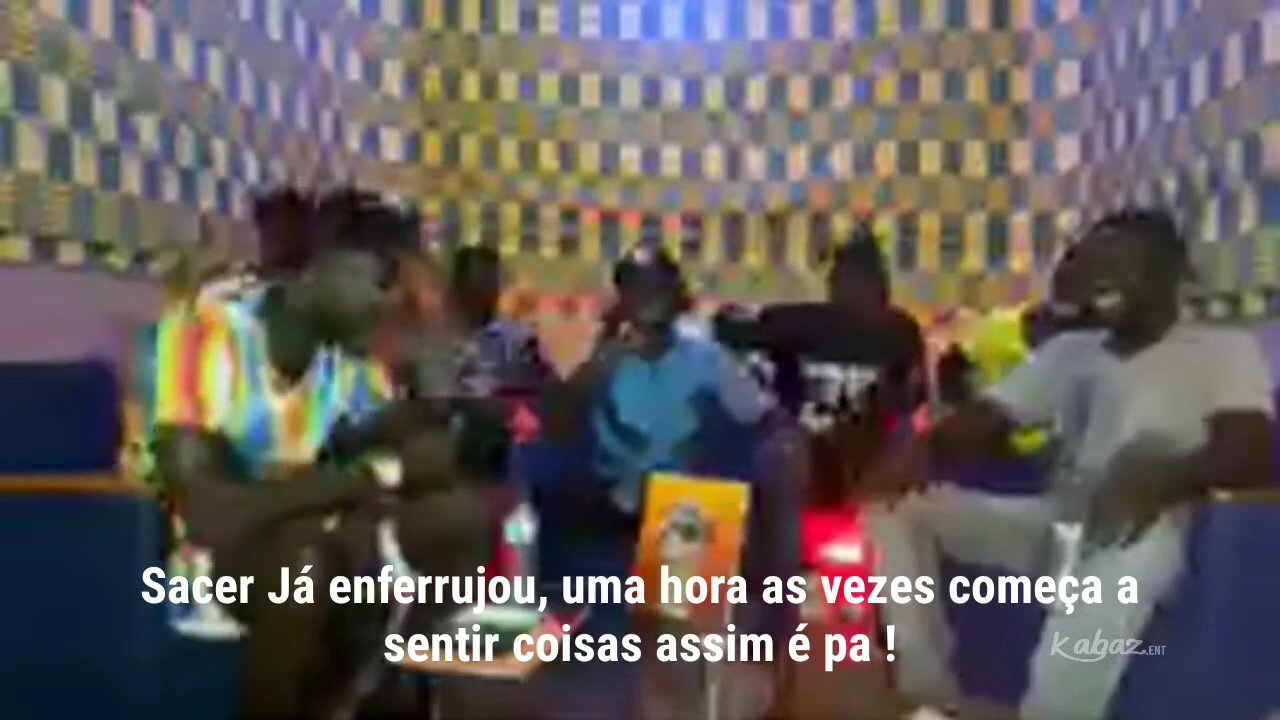 Sacer Já enferrujou, uma hora as vezes começa a
sentir coisas assim é pa !
Kabaz.ENT